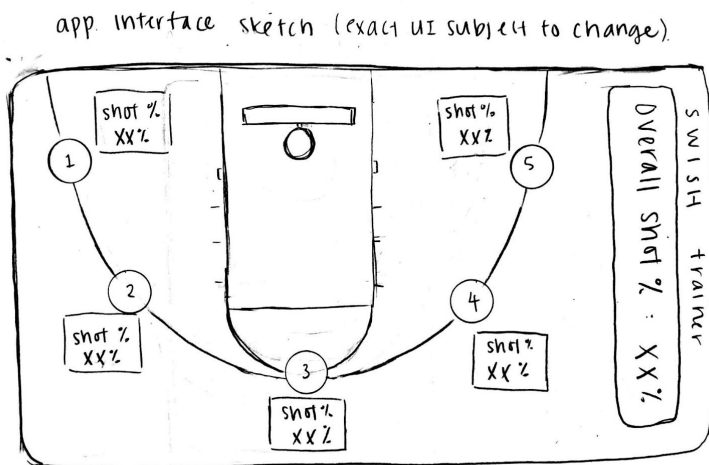 app interface sketch (exact UI subject to change)
shot %
XX%
1
shot %
XX%
5
2
shot %
XX%
4
shot %
XX%
3
shot %
XX%
Overall shot % : XX%
SWISH trainer